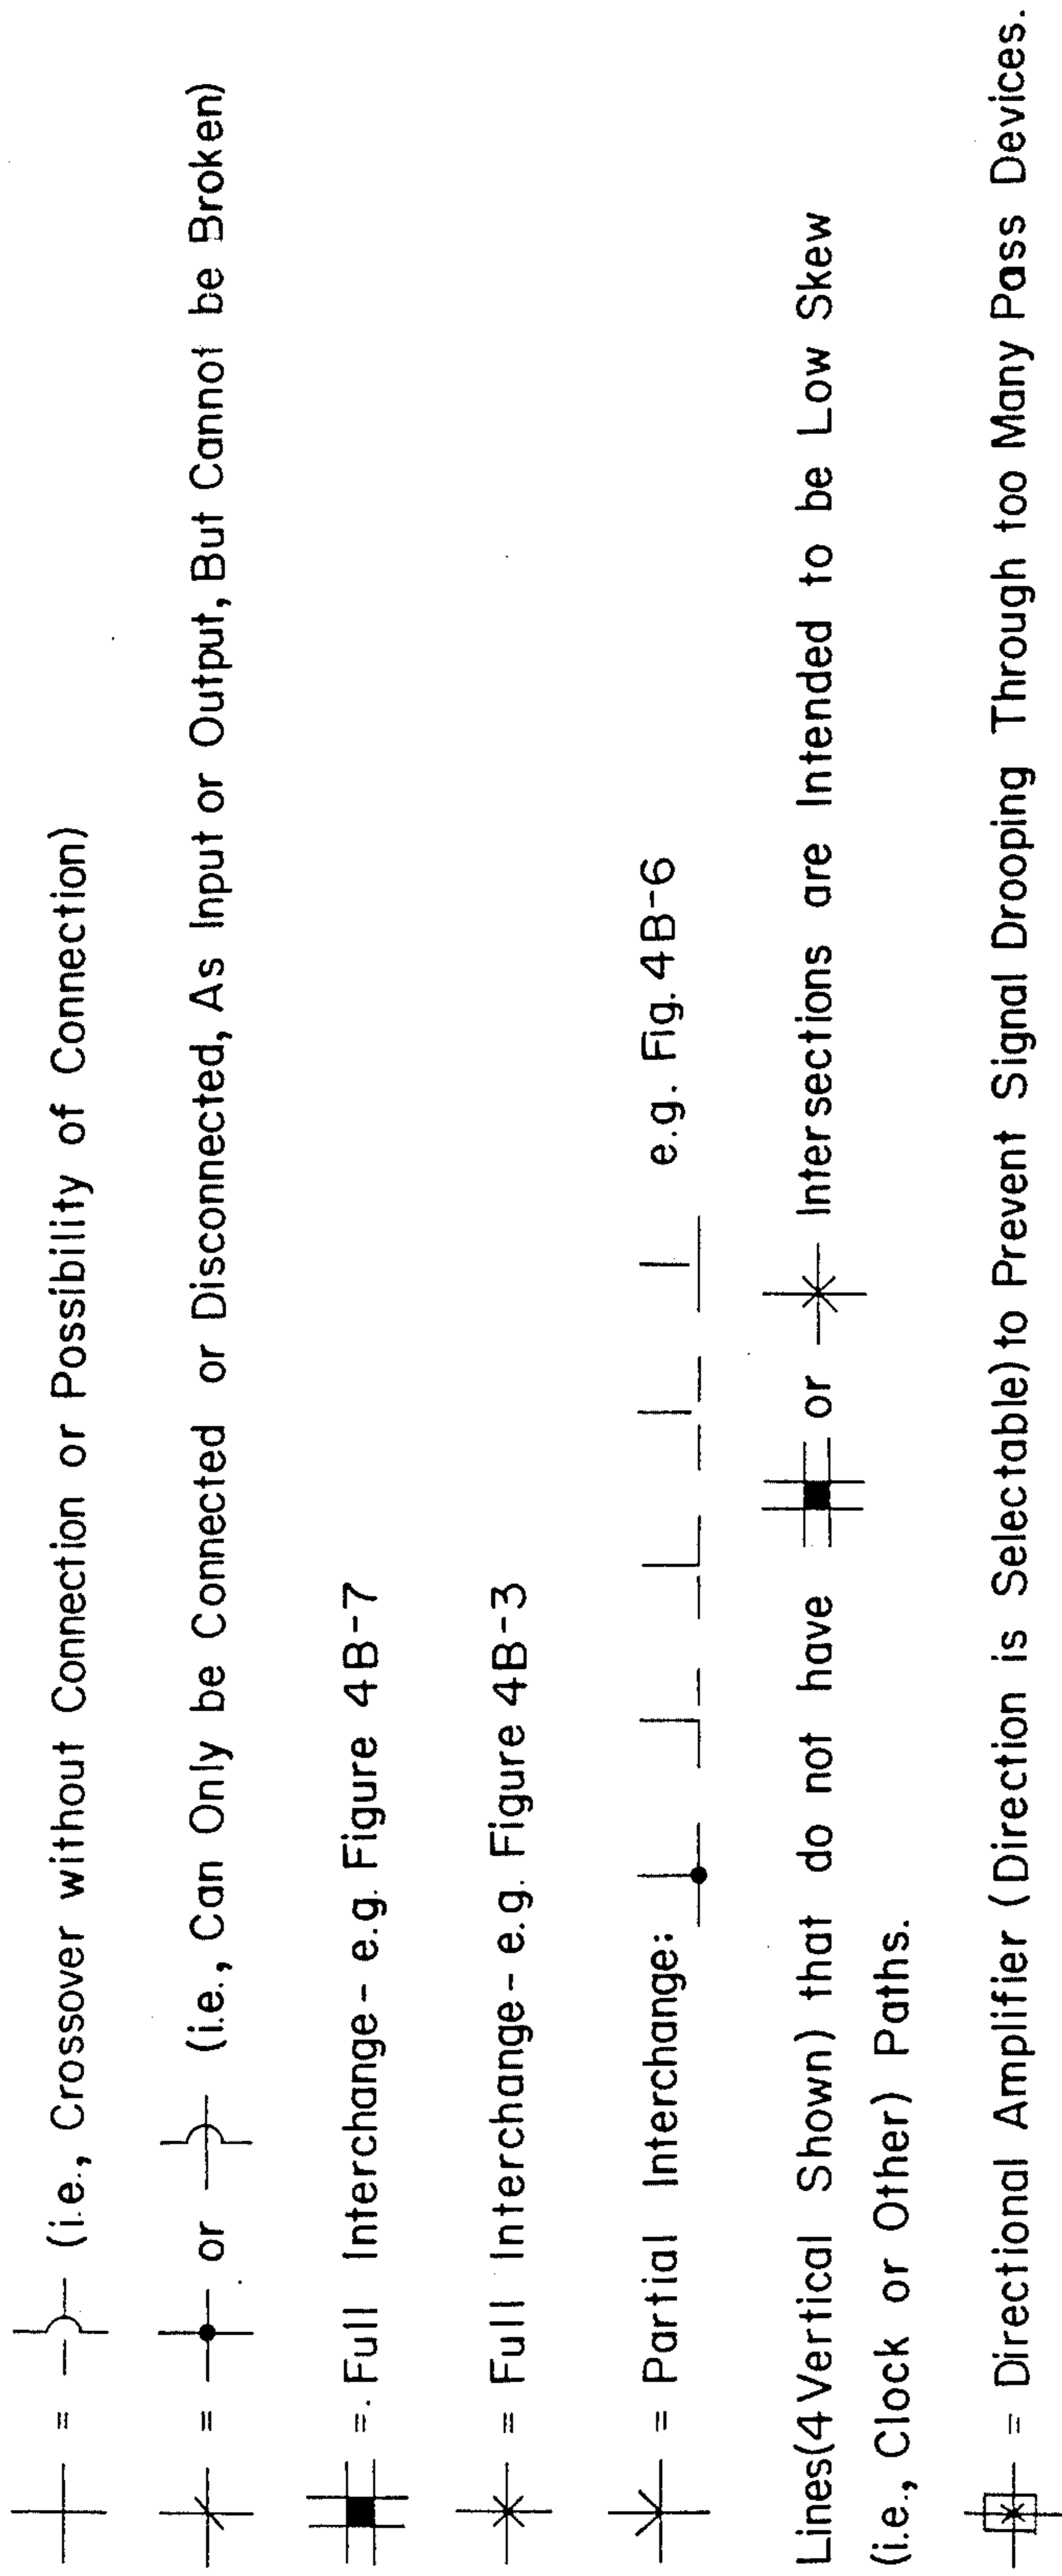 = (i.e., Crossover without Connection or Possibility of Connection)
= or (i.e., Can Only be Connected or Disconnected, As Input or Output, But Cannot be Broken)
= Full Interchange - e.g. Figure 4B-7
= Full Interchange - e.g. Figure 4B-3
= Partial Interchange: e.g. Fig. 4B-6
Lines (4 Vertical Shown) that do not have or Intersections are Intended to be Low Skew
(i.e., Clock or Other) Paths.
= Directional Amplifier (Direction is Selectable) to Prevent Signal Drooping Through too Many Pass Devices.